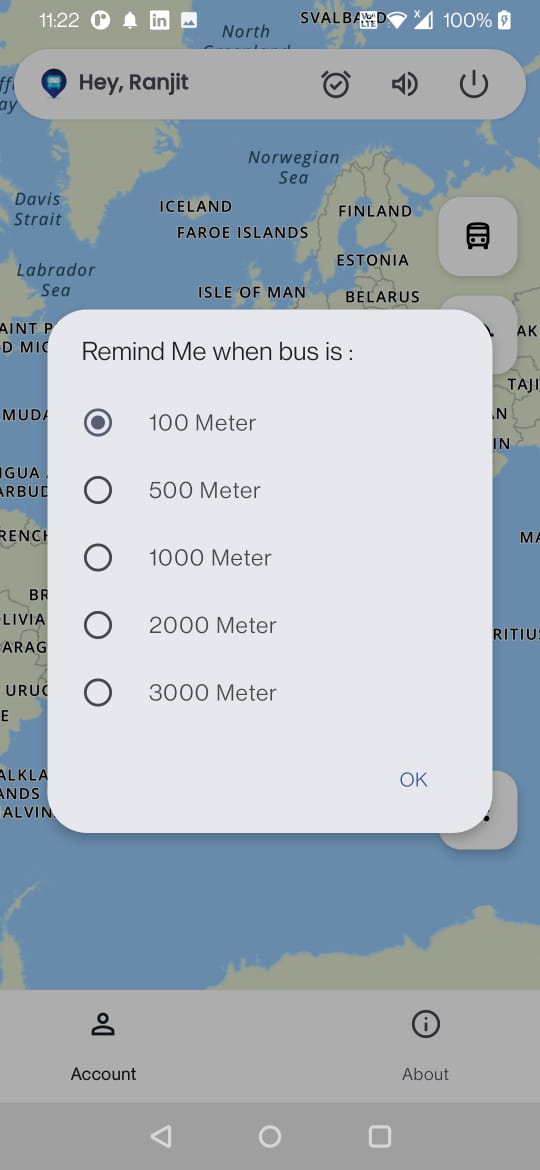 11:22
100%
SVALBARD
North
Greenland
Hey, Ranjit
Norwegian
Sea
Davis
Strait
ICELAND
FINLAND
FAROE ISLANDS
ESTONIA
Labrador
Sea
ISLE OF MAN
BELARUS
Remind Me when bus is :
100 Meter
500 Meter
1000 Meter
2000 Meter
3000 Meter
OK
Account
About